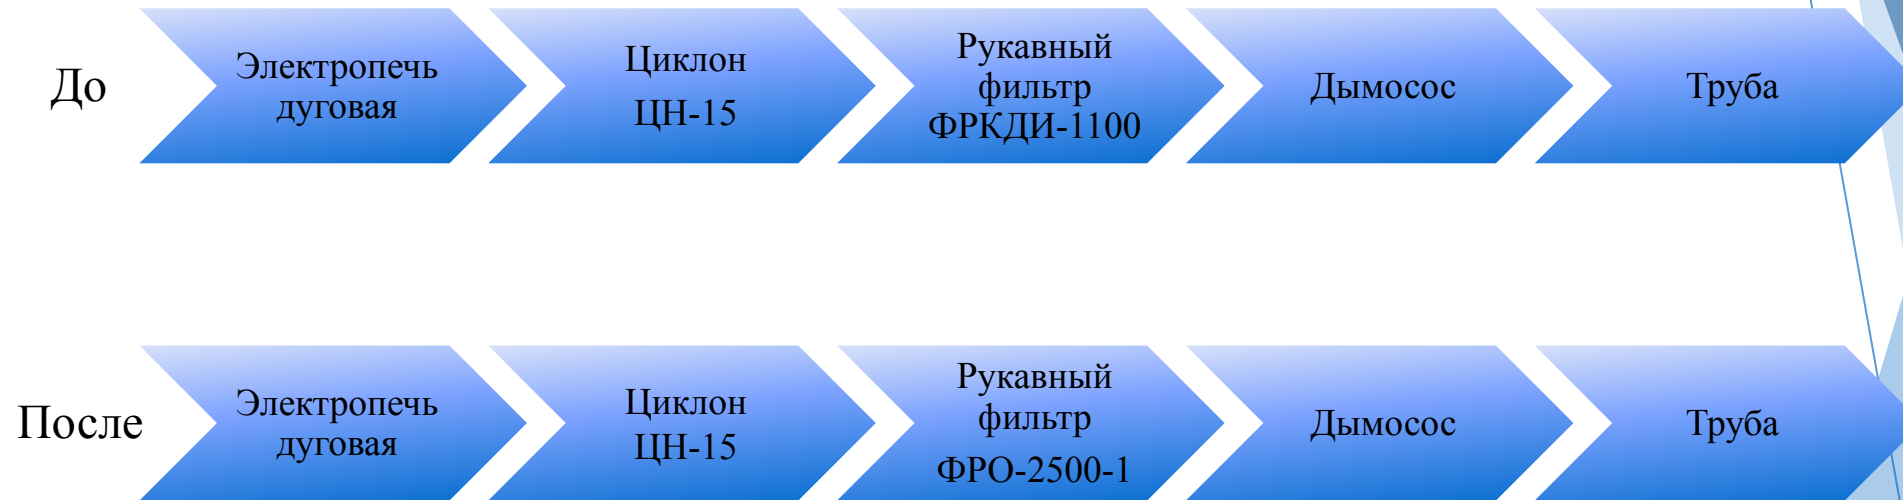 До
Электропечь
дуговая
Циклон
ЦН-15
Рукавный
фильтр
ФРКДИ-1100
Дымосос
Труба
После
Электропечь
дуговая
Циклон
ЦН-15
Рукавный
фильтр
ФРО-2500-1
Дымосос
Труба